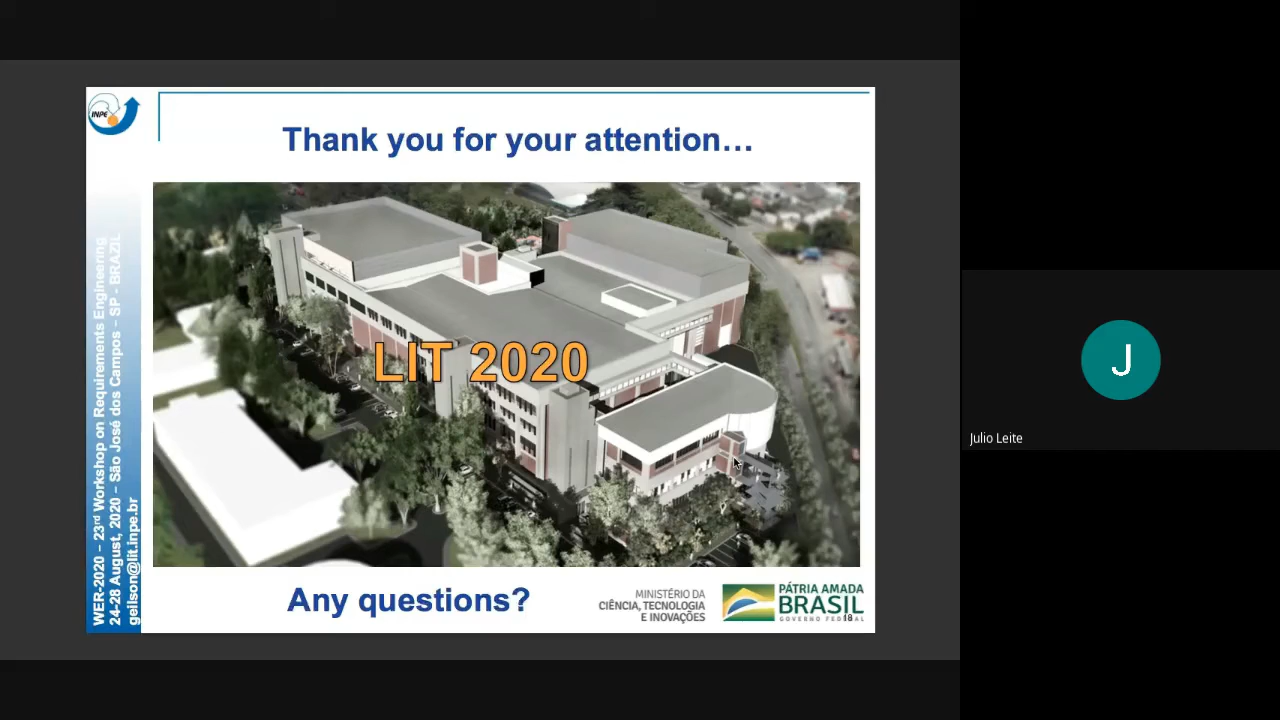 INPE
Thank you for your attention...
LIT 2020
WER-2020 – 23rd Workshop on Requirements Engineering
24-28 August, 2020 – São José dos Campos – SP - BRAZIL
geilson@lit.inpe.br
Any questions?
MINISTÉRIO DA
CIÊNCIA, TECNOLOGIA
E INOVAÇÕES
PÁTRIA AMADA
BRASIL
GOVERNO FEDERAL
18
J
Julio Leite